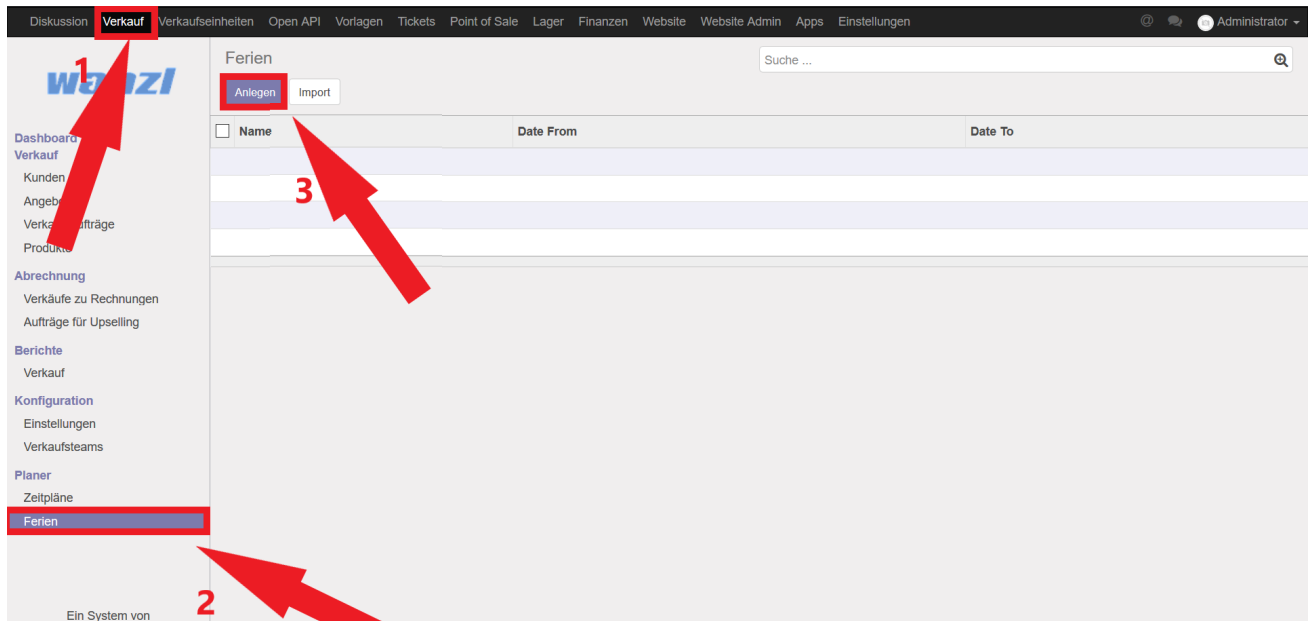 Diskussion Verkauf Verkaufseinheiten Open API Vorlagen Tickets Point of Sale Lager Finanzen Website Website Admin Apps Einstellungen @ Administrator
1
wanzl
Ferien
Suche ...
Anlegen Import
Name Date From Date To
Dashboard
Verkauf
Kunden
3
Produkte
Abrechnung
Verkäufe zu Rechnungen
Aufträge für Upselling
Berichte
Verkauf
Konfiguration
Einstellungen
Verkaufsteams
Planer
Zeitpläne
Ferien
2
Ein System von